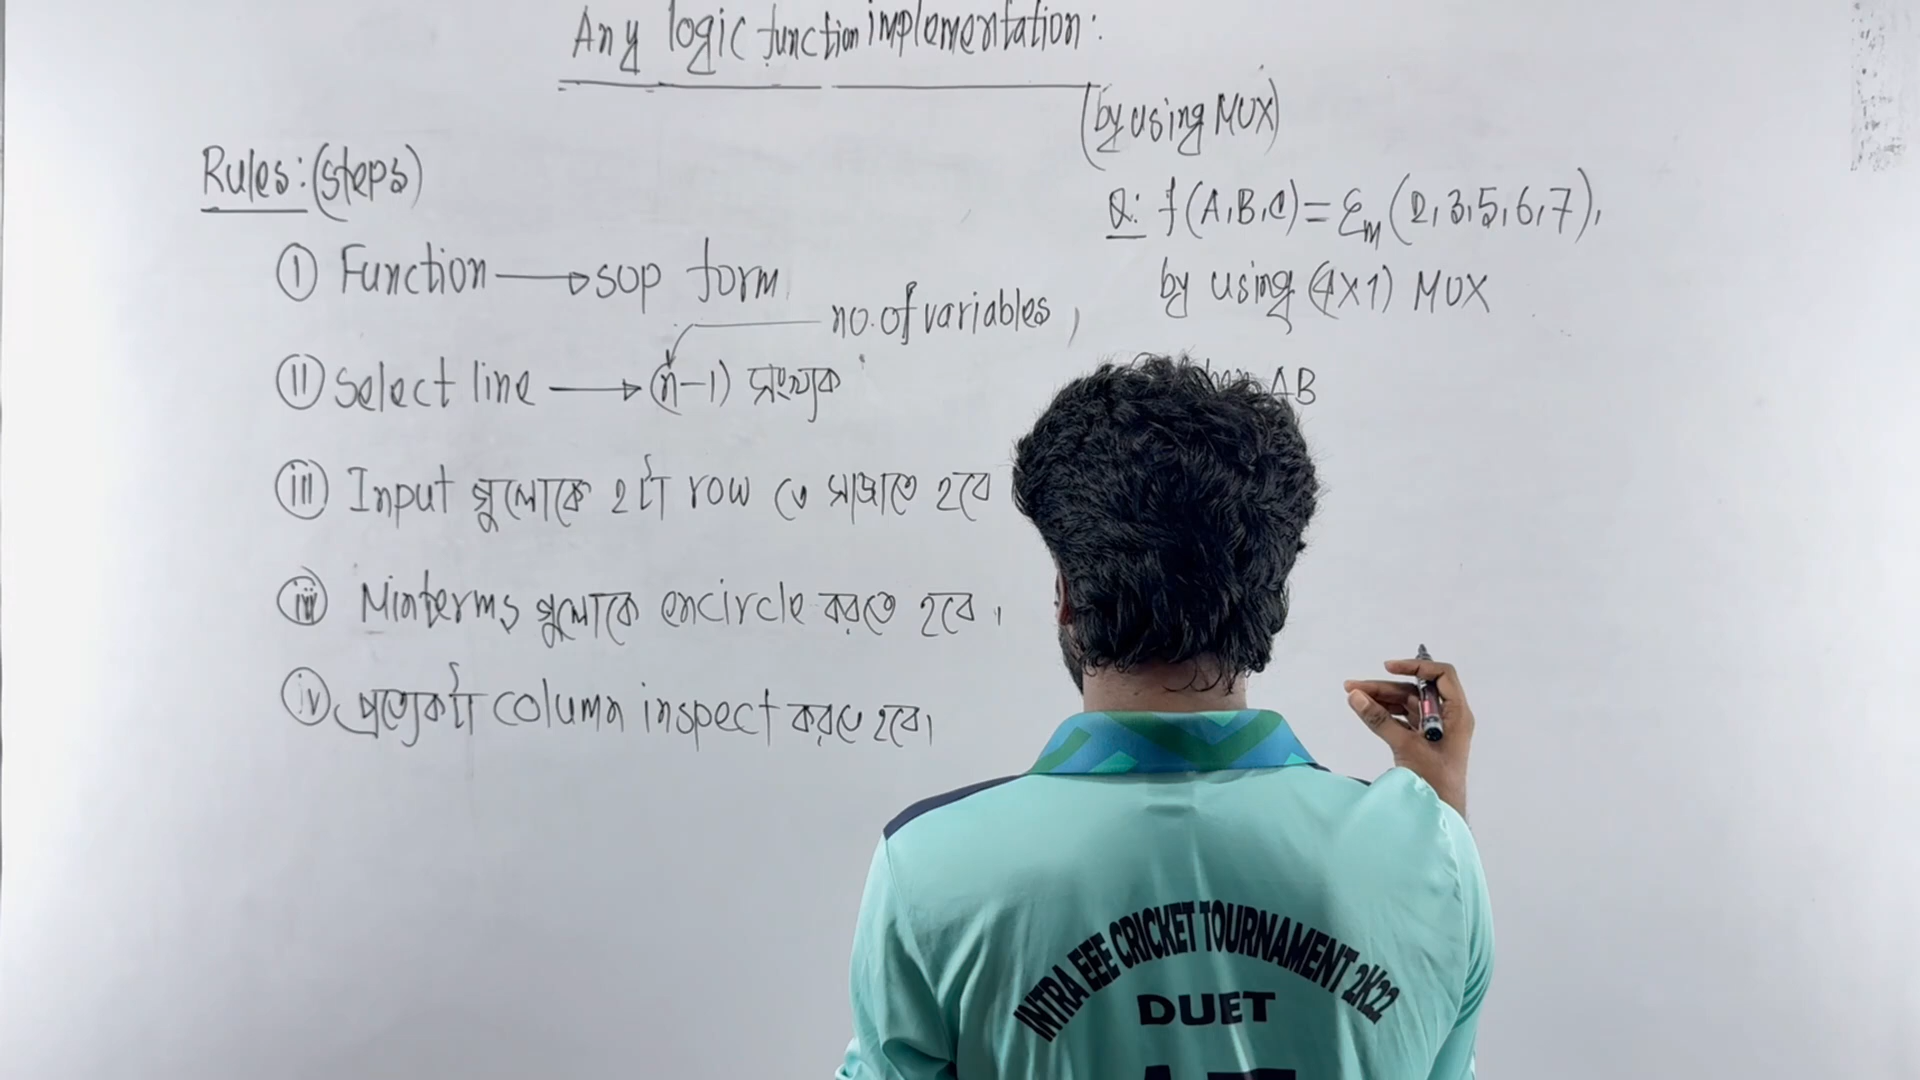 Any logic function implementation:
(by using MUX)
Rules: (steps)
Q: f(A,B,C)=Σm(2,3,5,6,7),
by using (4×1) MUX
(i) Function → SOP form
no. of variables,
(ii) Select line → (n-1) সংখ্যক
AB
(iii) Input গুলোকে ২টা row তে সাজাতে হবে
(iii) Minterms গুলোকে encircle করতে হবে।
(iv) প্রত্যেকটা column inspect করতে হবে।
INTRA EEE CRICKET TOURNAMENT 2K22
DUET